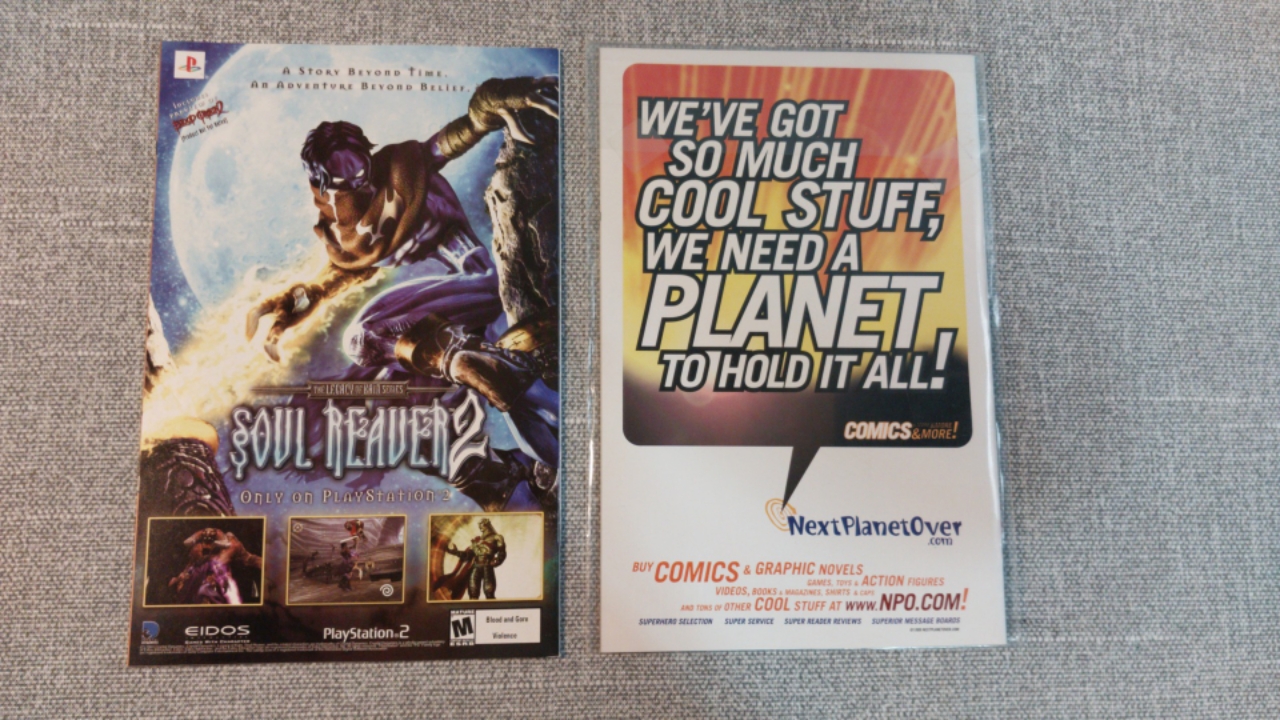 A STORY BEYOND TIME.
AN ADVENTURE BEYOND BELIEF.
THE LEGACY OF KAIN SERIES
SOUL REAVER 2
ONLY ON PLAYSTATION 2
EIDOS
PlayStation.2
MATURE
M
ESRB
Blood and Gore
Violence
WE'VE GOT
SO MUCH
COOL STUFF,
WE NEED A
PLANET
TO HOLD IT ALL!
COMICS
&MORE!
NextPlanetOver
.com
BUY COMICS & GRAPHIC NOVELS
GAMES, TOYS & ACTION FIGURES
VIDEOS, BOOKS & MAGAZINES, SHIRTS & CAPS
AND TONS OF OTHER COOL STUFF AT WWW.NPO.COM!
SUPERHERO SELECTION SUPER SERVICE SUPER READER REVIEWS SUPERIOR MESSAGE BOARDS